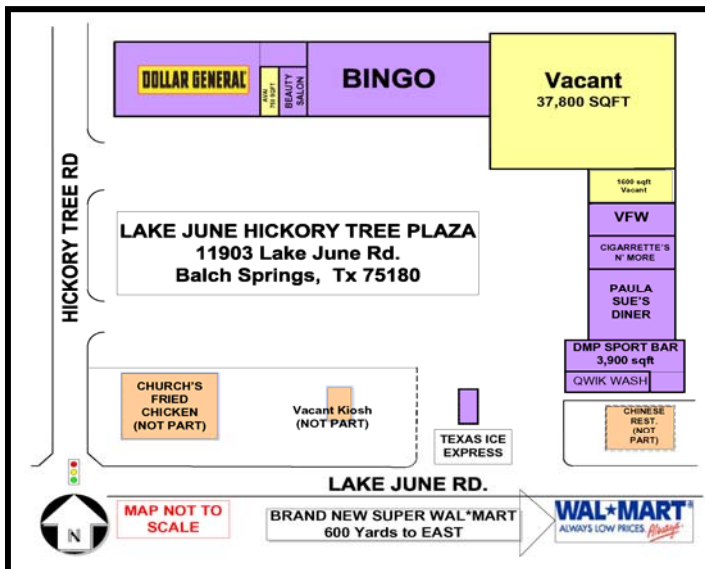 HICKORY TREE RD
DOLLAR GENERAL
AVAI
750 SQFT
BEAUTY
SALON
BINGO
Vacant
37,800 SQFT
1600 sqft
Vacant
VFW
CIGARRETTE'S
N' MORE
PAULA
SUE'S
DINER
DMP SPORT BAR
3,900 sqft
QWIK WASH
LAKE JUNE HICKORY TREE PLAZA
11903 Lake June Rd.
Balch Springs, Tx 75180
CHURCH'S
FRIED
CHICKEN
(NOT PART)
Vacant Kiosh
(NOT PART)
TEXAS ICE
EXPRESS
CHINESE
REST.
(NOT
PART)
LAKE JUNE RD.
N
MAP NOT TO
SCALE
BRAND NEW SUPER WAL*MART
600 Yards to EAST
WAL★MART®
ALWAYS LOW PRICES. Always.